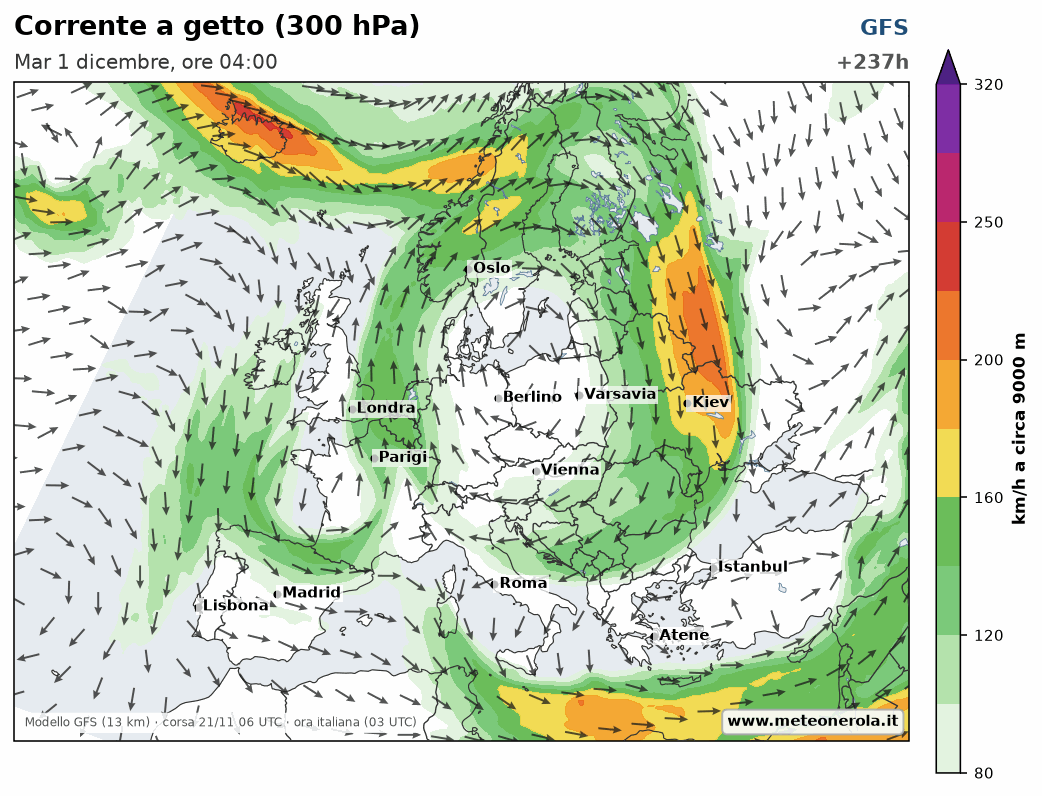 Corrente a getto (300 hPa)
GFS
Mar 1 dicembre, ore 04:00
+237h
320
250
200
160
120
80
km/h a circa 9000 m
Oslo
Berlino
Varsavia
Kiev
Londra
Parigi
Vienna
Istanbul
Roma
Madrid
Lisbona
Atene
Modello GFS (13 km) · corsa 21/11 06 UTC · ora italiana (03 UTC)
www.meteonerola.it